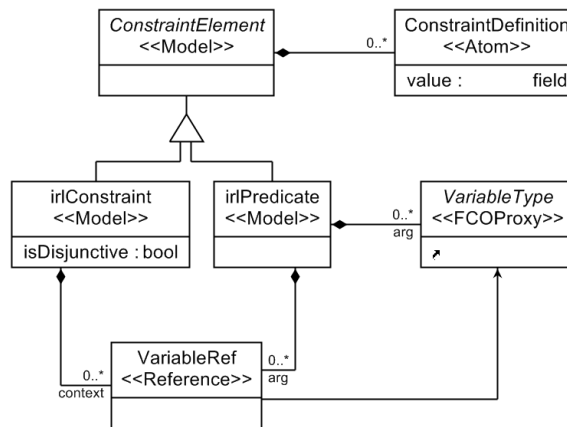 ConstraintElement
<<Model>>
ConstraintDefinition
<<Atom>>
value : field
0..*
irlConstraint
<<Model>>
isDisjunctive : bool
irlPredicate
<<Model>>
0..*
arg
VariableType
<<FCOProxy>>
VariableRef
<<Reference>>
0..*
context
0..*
arg